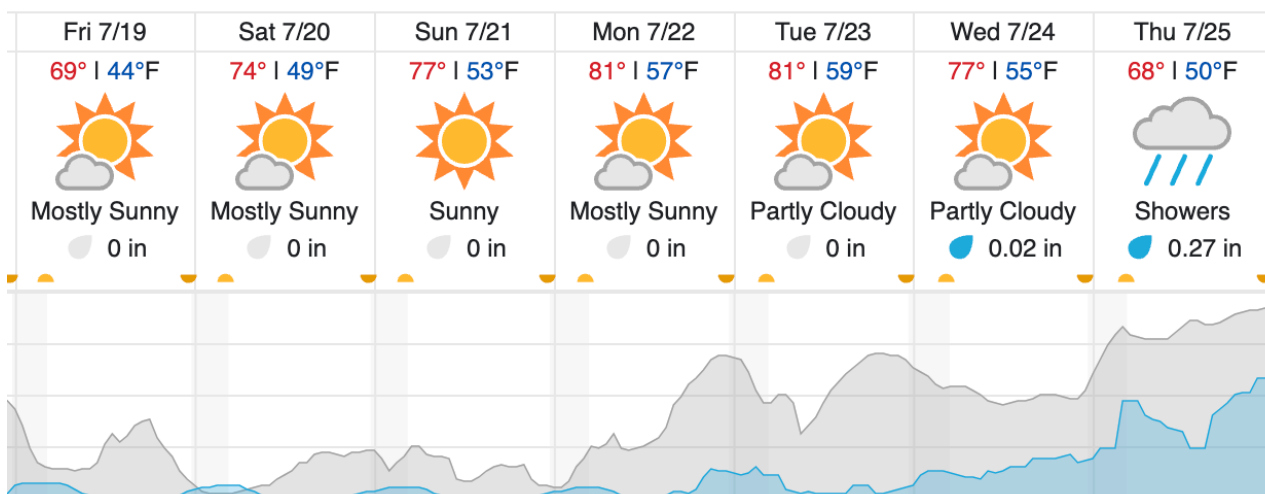 Fri 7/19 Sat 7/20 Sun 7/21 Mon 7/22 Tue 7/23 Wed 7/24 Thu 7/25
69° | 44°F 74° | 49°F 77° | 53°F 81° | 57°F 81° | 59°F 77° | 55°F 68° | 50°F
Mostly Sunny Mostly Sunny Sunny Mostly Sunny Partly Cloudy Partly Cloudy Showers
0 in 0 in 0 in 0 in 0 in 0.02 in 0.27 in